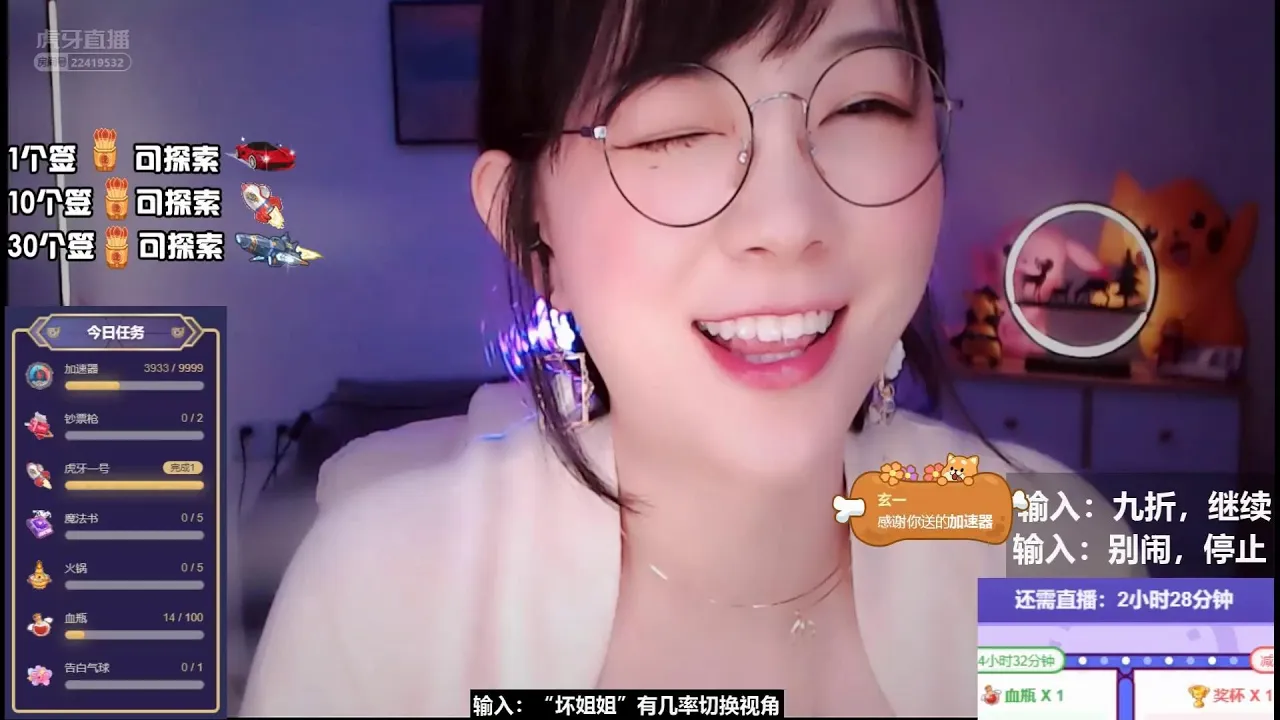 虎牙直播
房间号 22419532
1个签 可探索
10个签 可探索
30个签 可探索
今日任务
加速器 3933 / 9999
钞票枪 0 / 2
虎牙一号 完成1
魔法书 0 / 5
火锅 0 / 5
血瓶 14 / 100
告白气球 0 / 1
玄一
感谢你送的加速器
输入：九折，继续
输入：别闹，停止
还需直播：2小时28分钟
4小时32分钟
减
血瓶 X 1
奖杯 X 1
输入：“坏姐姐”有几率切换视角